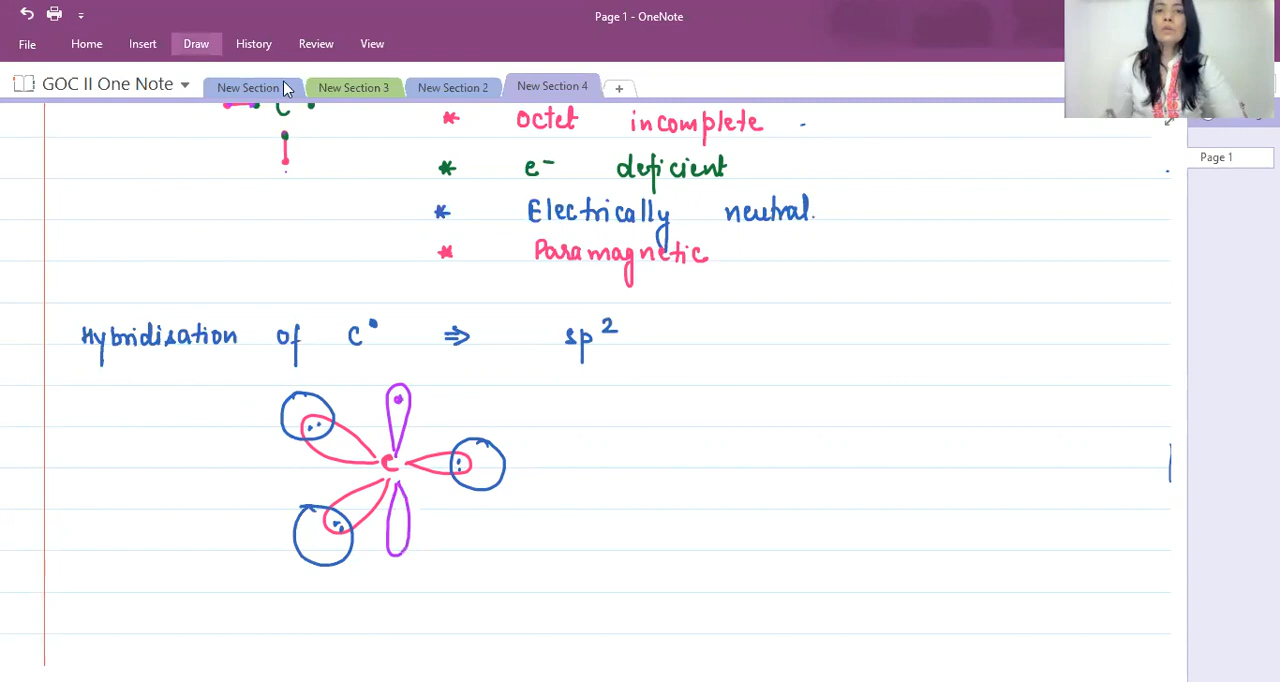 Page 1 - OneNote
File Home Insert Draw History Review View
GOC II One Note New Section New Section 3 New Section 2 New Section 4 +
Page 1
C
* octet incomplete
* e⁻ deficient
* Electrically neutral.
* Paramagnetic
Hybridisation of C• ⇒ sp²
C